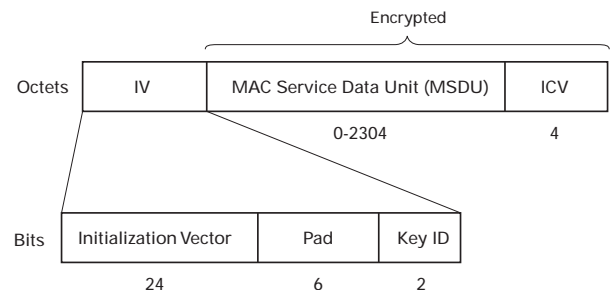 Encrypted
Octets IV MAC Service Data Unit (MSDU) ICV
0-2304 4
Bits Initialization Vector Pad Key ID
24 6 2